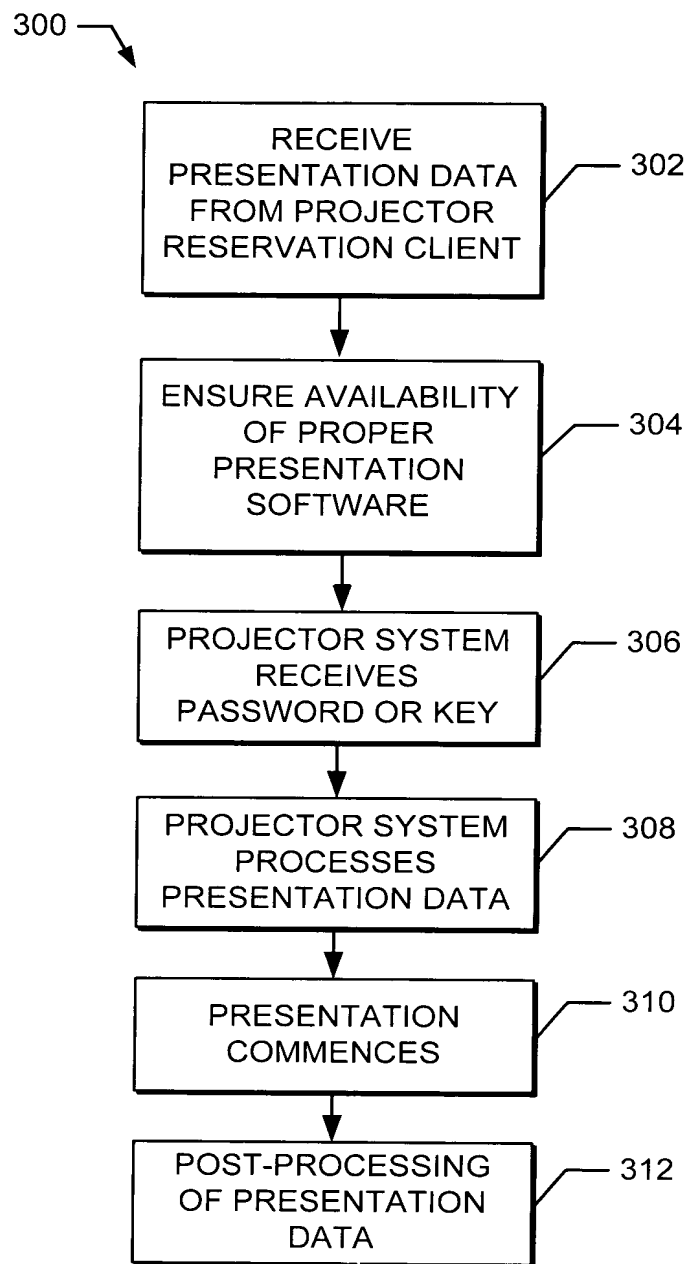 300
RECEIVE
PRESENTATION DATA
FROM PROJECTOR
RESERVATION CLIENT
302
ENSURE AVAILABILITY
OF PROPER
PRESENTATION
SOFTWARE
304
PROJECTOR SYSTEM
RECEIVES
PASSWORD OR KEY
306
PROJECTOR SYSTEM
PROCESSES
PRESENTATION DATA
308
PRESENTATION
COMMENCES
310
POST-PROCESSING
OF PRESENTATION
DATA
312